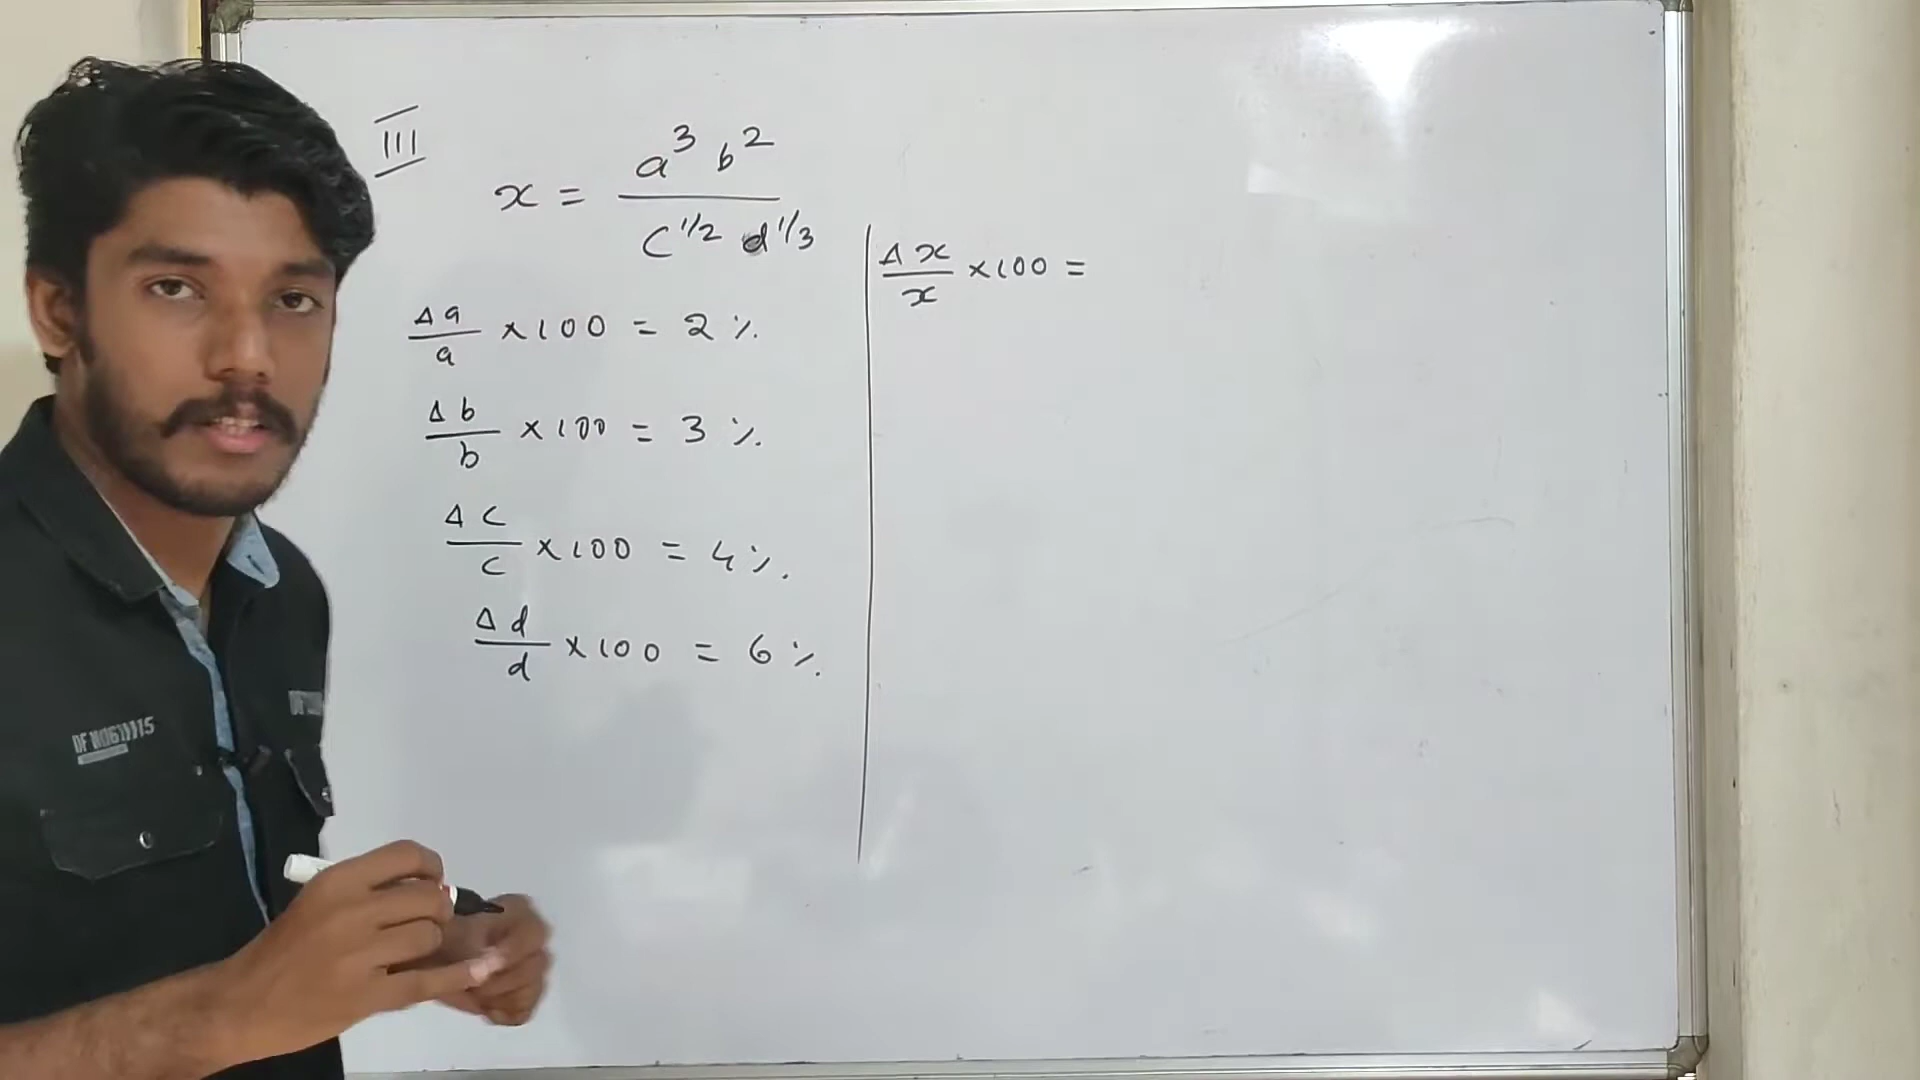 III
x = a³ b² / c^1/2 d^1/3
Δa/a × 100 = 2 %
Δb/b × 100 = 3 %
Δc/c × 100 = 4 %
Δd/d × 100 = 6 %
Δx/x × 100 =